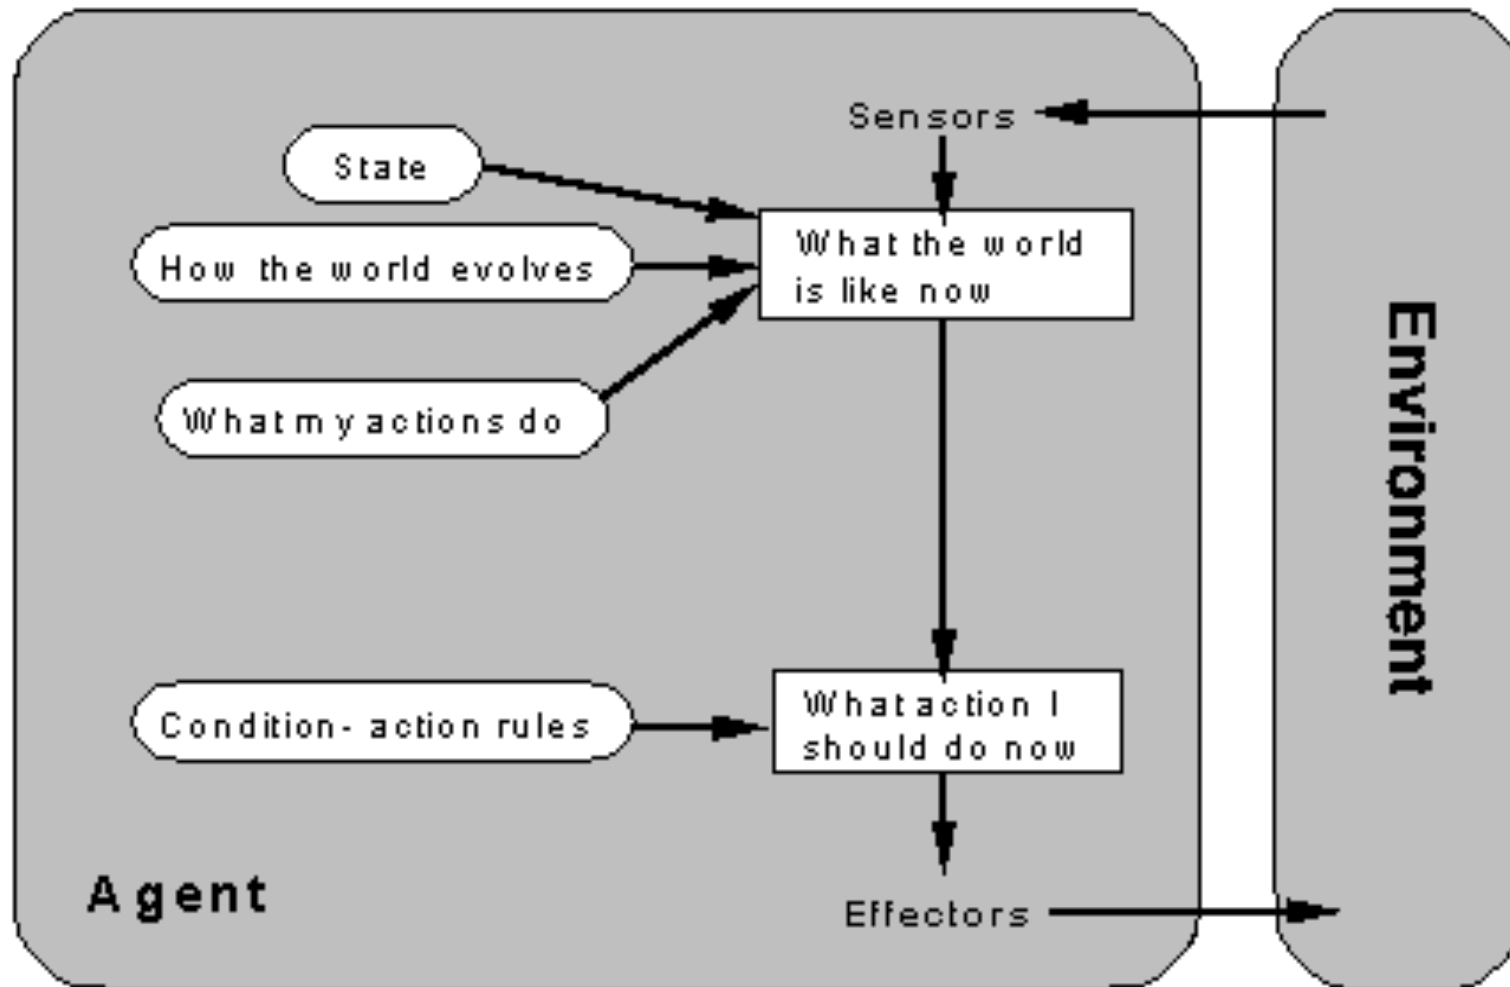 Sensors
State
What the world
is like now
How the world evolves
What my actions do
Environment
Condition- action rules
What action I
should do now
Agent
Effectors